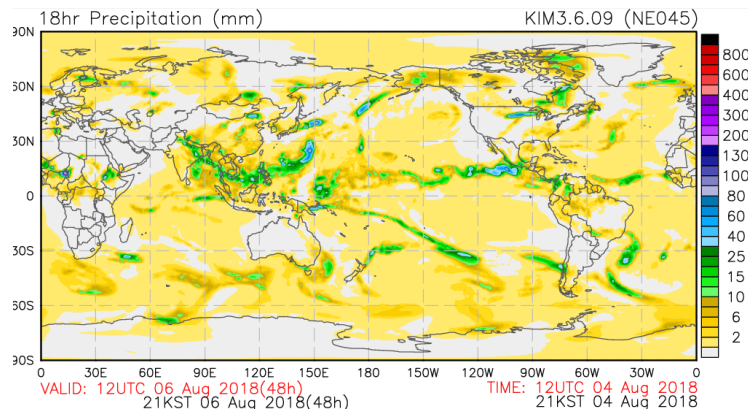 18hr Precipitation (mm) KIM3.6.09 (NE045)
90N
60N
30N
0
30S
60S
90S
0 30E 60E 90E 120E 150E 180 150W 120W 90W 60W 30W 0
800
600
400
300
200
130
100
80
60
40
25
15
10
6
2
VALID: 12UTC 06 Aug 2018(48h) TIME: 12UTC 04 Aug 2018
21KST 06 Aug 2018(48h) 21KST 04 Aug 2018